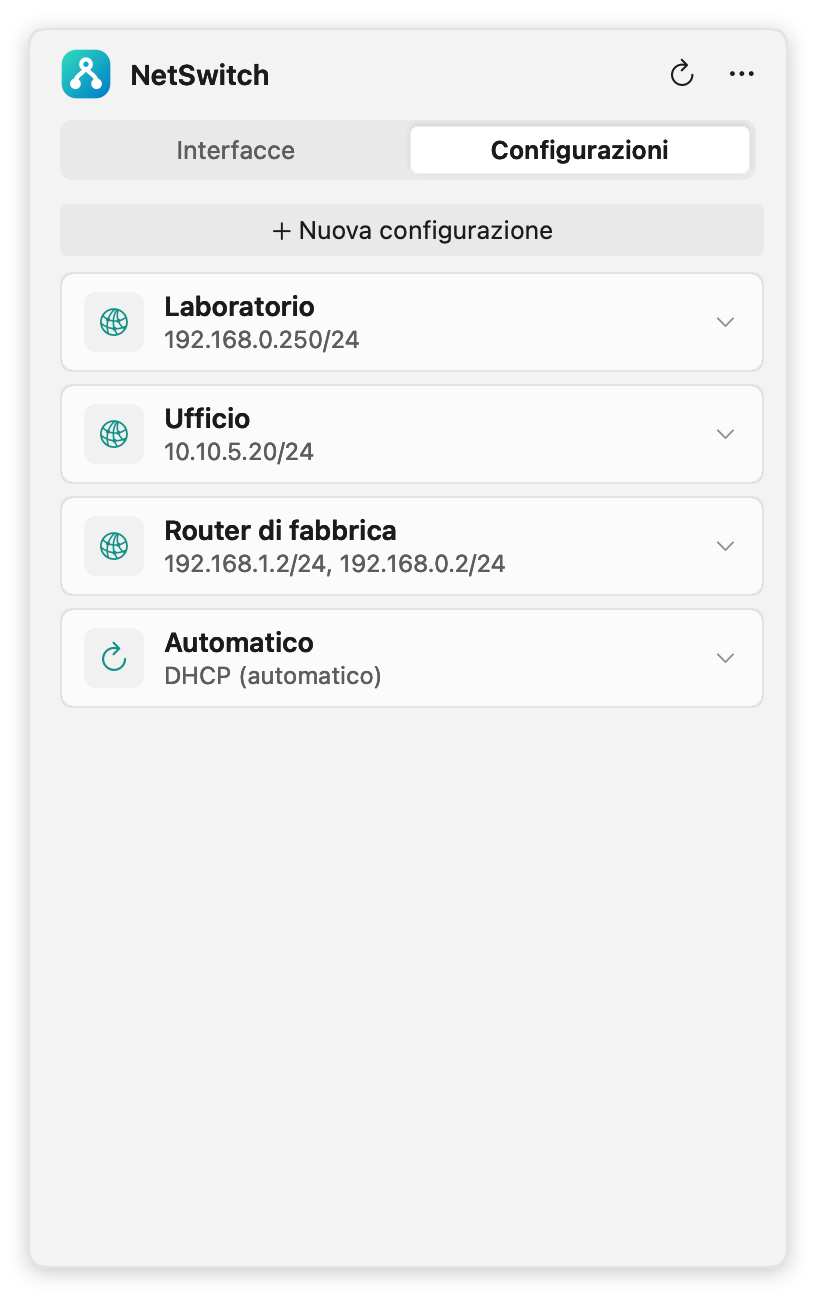 NetSwitch
Interfacce
Configurazioni
+ Nuova configurazione
Laboratorio
192.168.0.250/24
Ufficio
10.10.5.20/24
Router di fabbrica
192.168.1.2/24, 192.168.0.2/24
Automatico
DHCP (automatico)